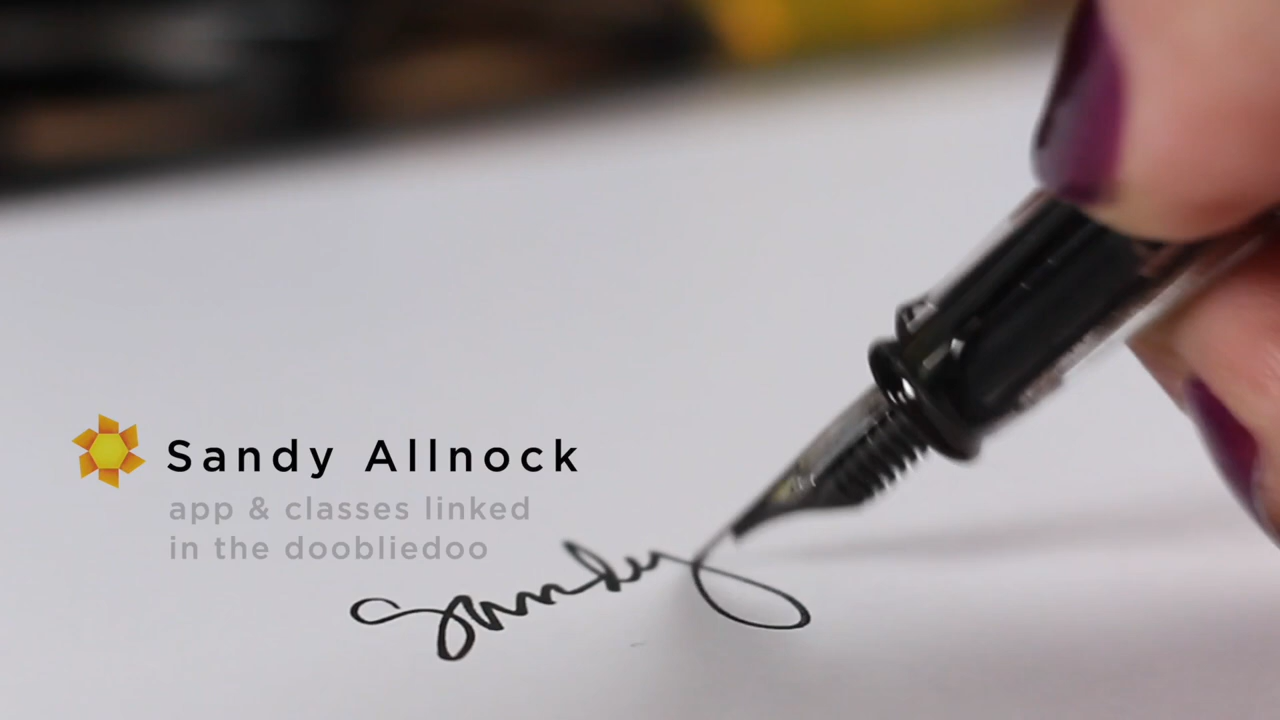 Sandy Allnock
app & classes linked
in the doobliedoo
Sandy